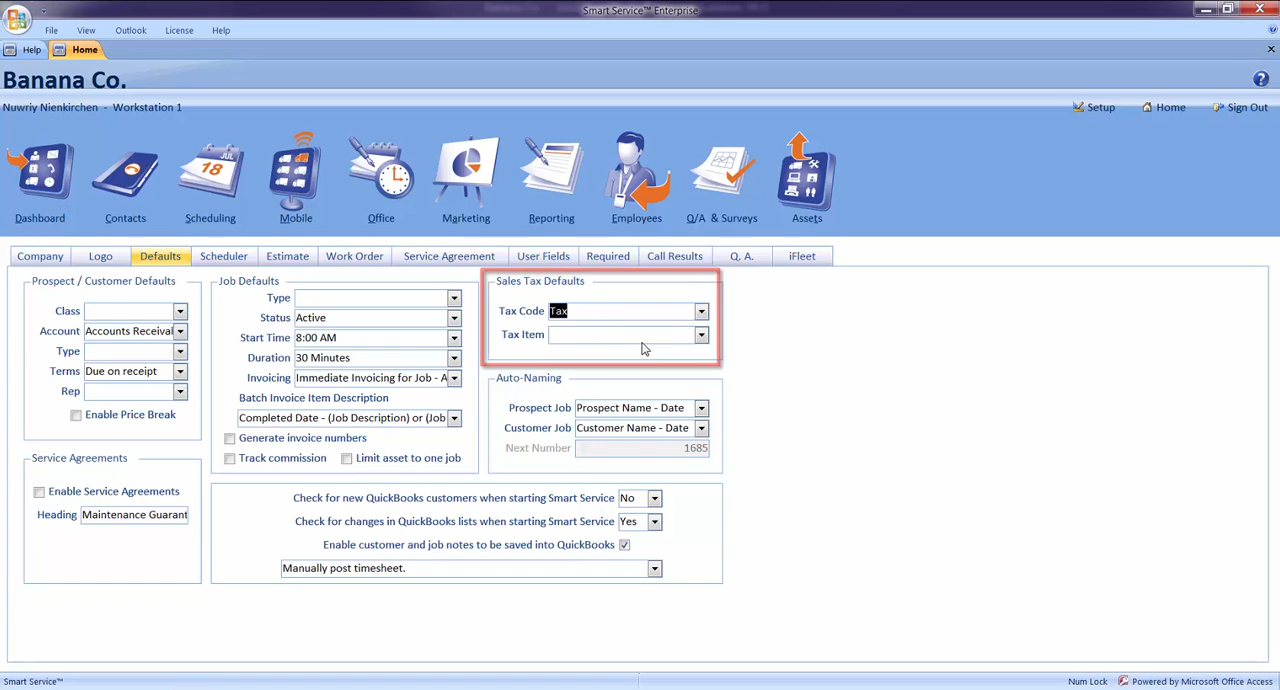 Smart Service™ Enterprise
File View Outlook License Help
Help Home
Banana Co.
Nuwriy Nienkirchen - Workstation 1
Setup Home Sign Out
JUL
18
Dashboard Contacts Scheduling Mobile Office Marketing Reporting Employees Q/A & Surveys Assets
Company Logo Defaults Scheduler Estimate Work Order Service Agreement User Fields Required Call Results Q. A. iFleet
Prospect / Customer Defaults
Class
Account Accounts Receival
Type
Terms Due on receipt
Rep
Enable Price Break
Service Agreements
Enable Service Agreements
Heading Maintenance Guarant
Job Defaults
Type
Status Active
Start Time 8:00 AM
Duration 30 Minutes
Invoicing Immediate Invoicing for Job - A
Batch Invoice Item Description
Completed Date - (Job Description) or (Job
Generate invoice numbers
Track commission Limit asset to one job
Sales Tax Defaults
Tax Code Tax
Tax Item
Auto-Naming
Prospect Job Prospect Name - Date
Customer Job Customer Name - Date
Next Number 1685
Check for new QuickBooks customers when starting Smart Service No
Check for changes in QuickBooks lists when starting Smart Service Yes
Enable customer and job notes to be saved into QuickBooks
Manually post timesheet.
Smart Service™ Num Lock Powered by Microsoft Office Access